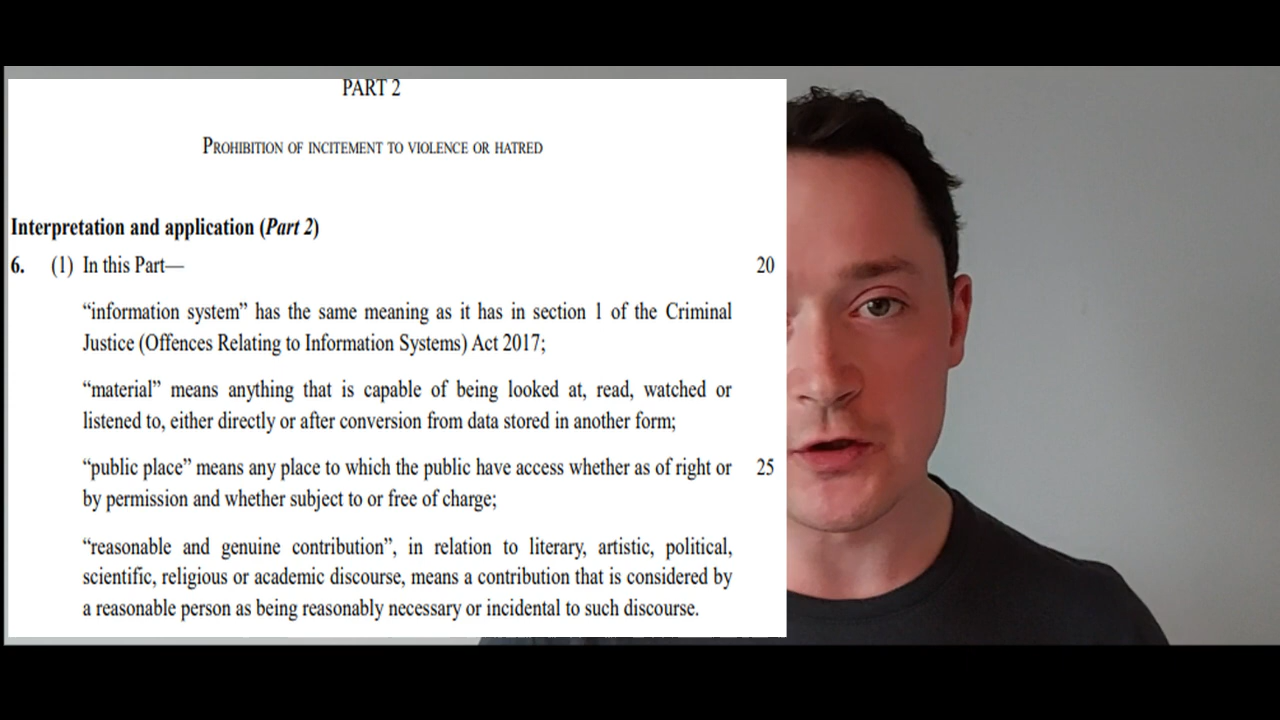 PART 2
PROHIBITION OF INCITEMENT TO VIOLENCE OR HATRED
Interpretation and application (Part 2)
6. (1) In this Part— 20
“information system” has the same meaning as it has in section 1 of the Criminal
Justice (Offences Relating to Information Systems) Act 2017;
“material” means anything that is capable of being looked at, read, watched or
listened to, either directly or after conversion from data stored in another form;
“public place” means any place to which the public have access whether as of right or 25
by permission and whether subject to or free of charge;
“reasonable and genuine contribution”, in relation to literary, artistic, political,
scientific, religious or academic discourse, means a contribution that is considered by
a reasonable person as being reasonably necessary or incidental to such discourse.